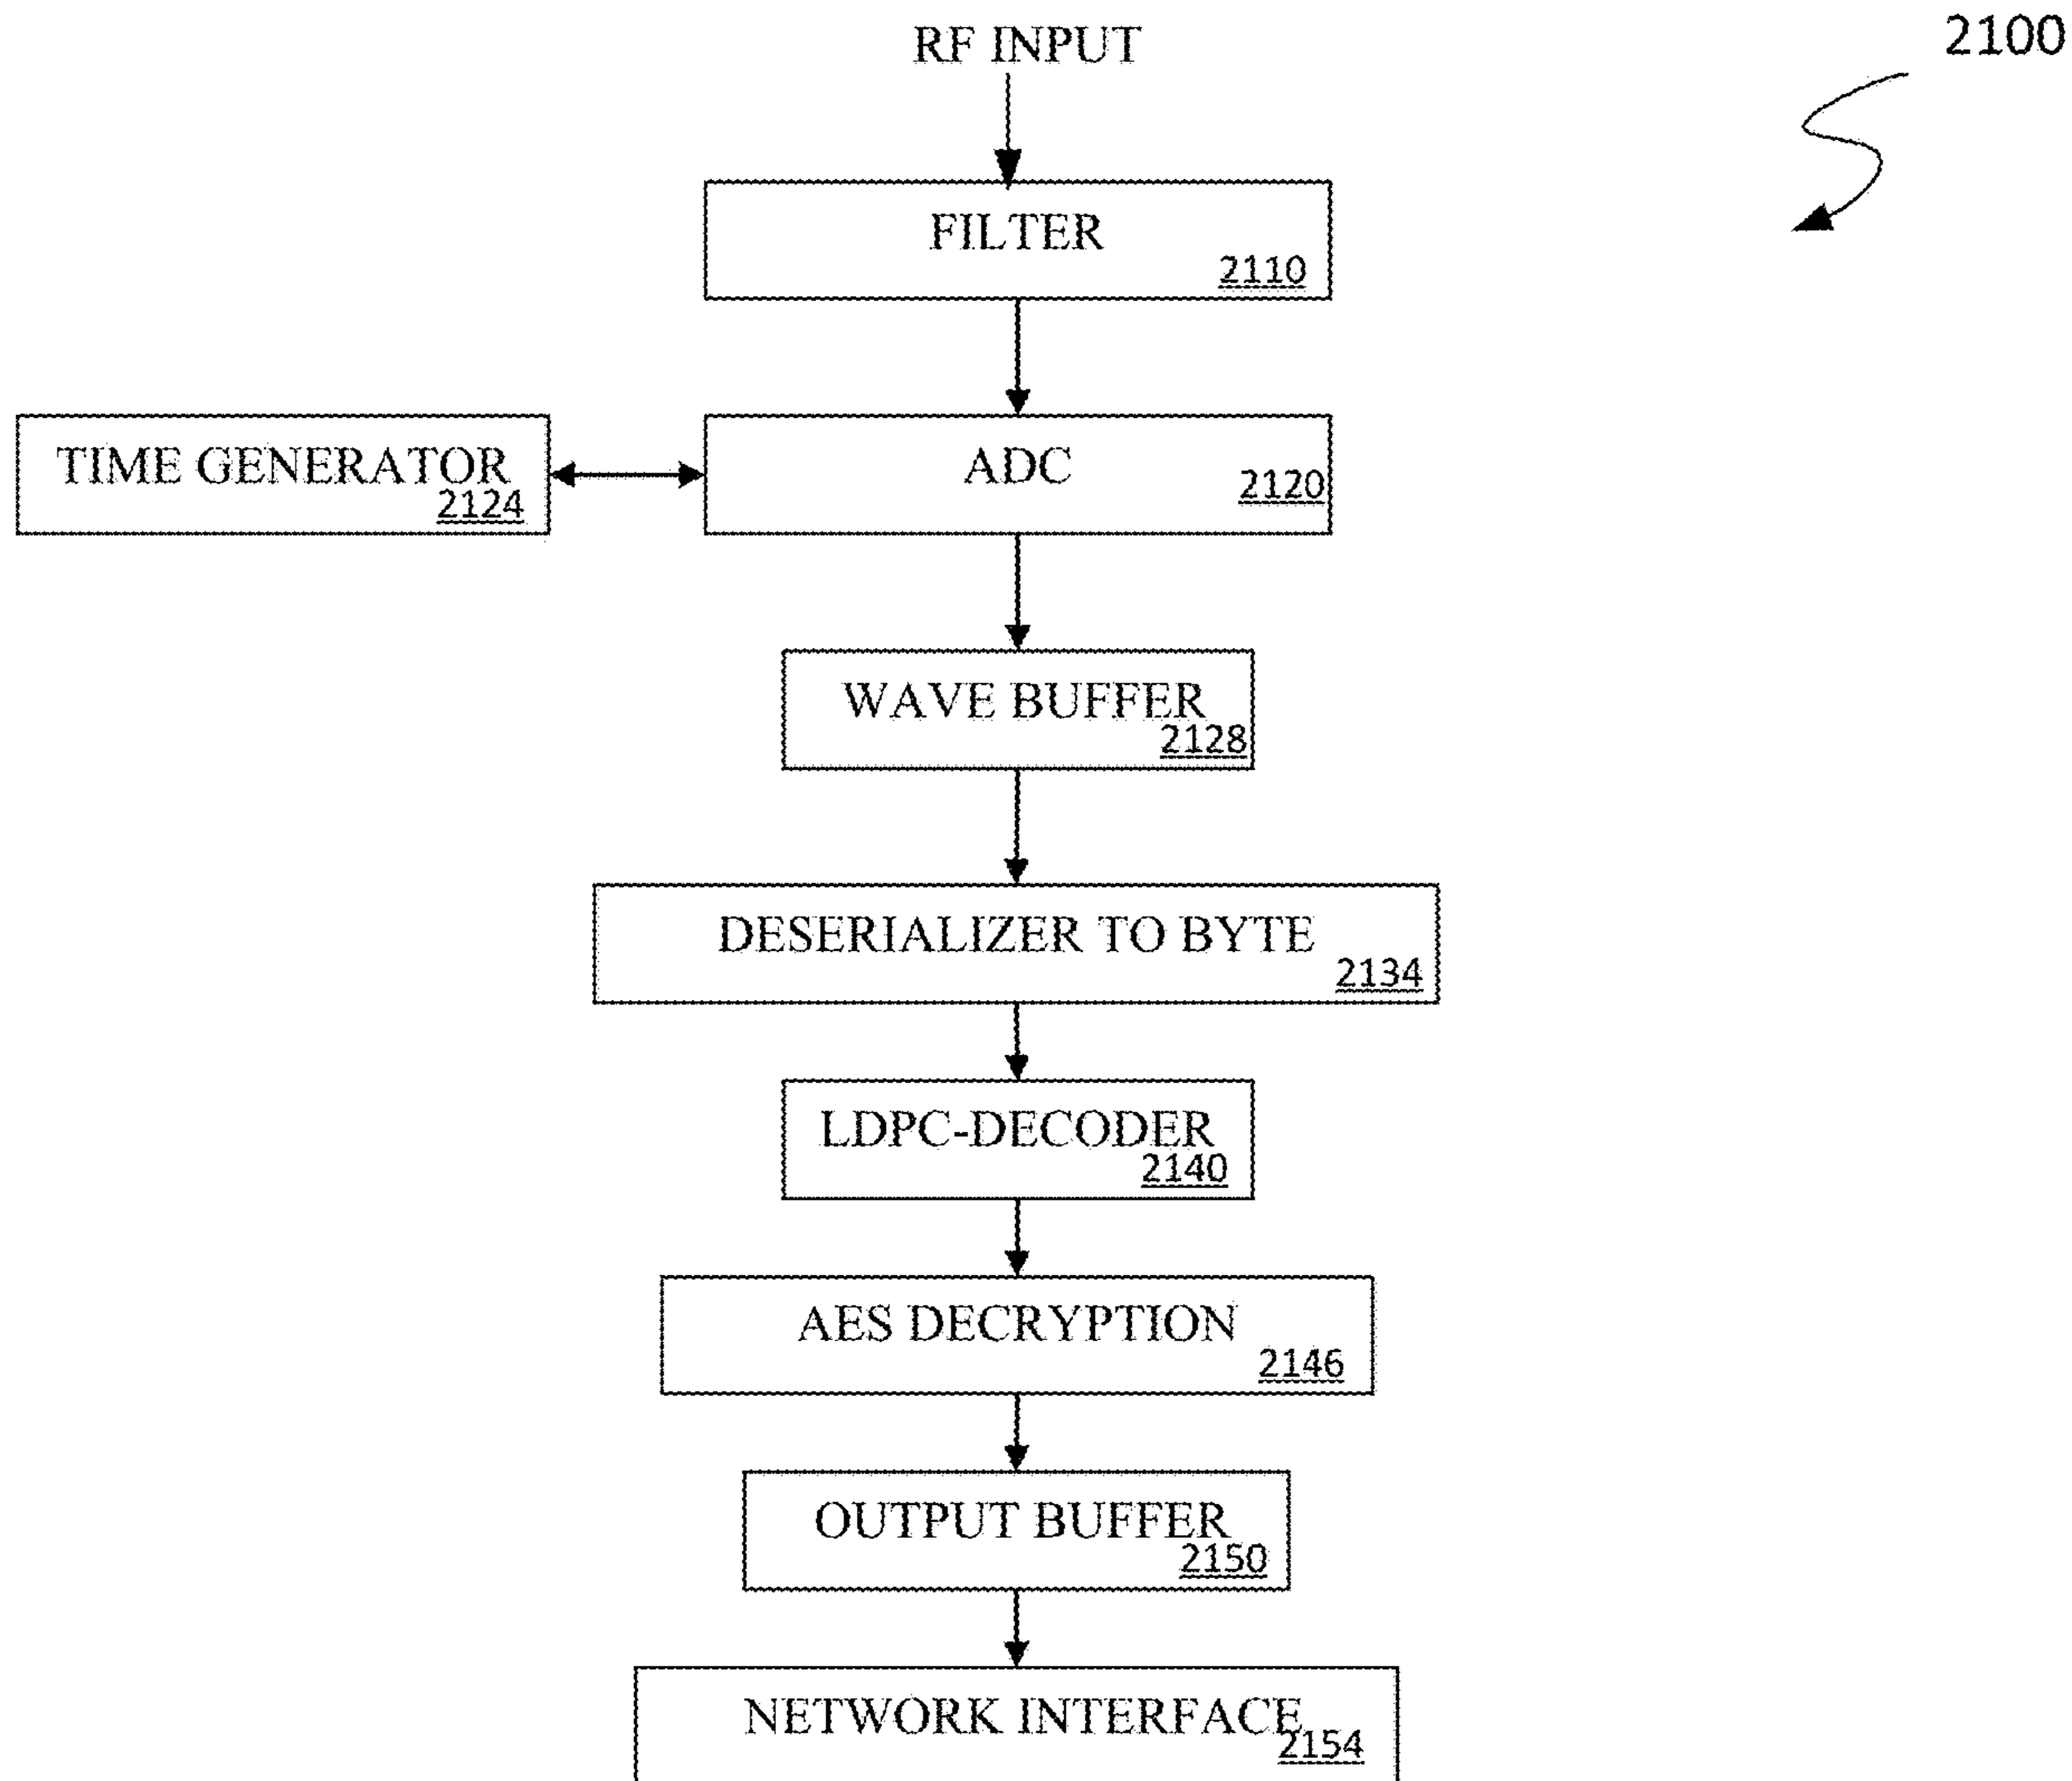 RF INPUT
2100
FILTER
2110
TIME GENERATOR
2124
ADC
2120
WAVE BUFFER
2128
DESERIALIZER TO BYTE
2134
LDPC-DECODER
2140
AES DECRYPTION
2146
OUTPUT BUFFER
2150
NETWORK INTERFACE
2154